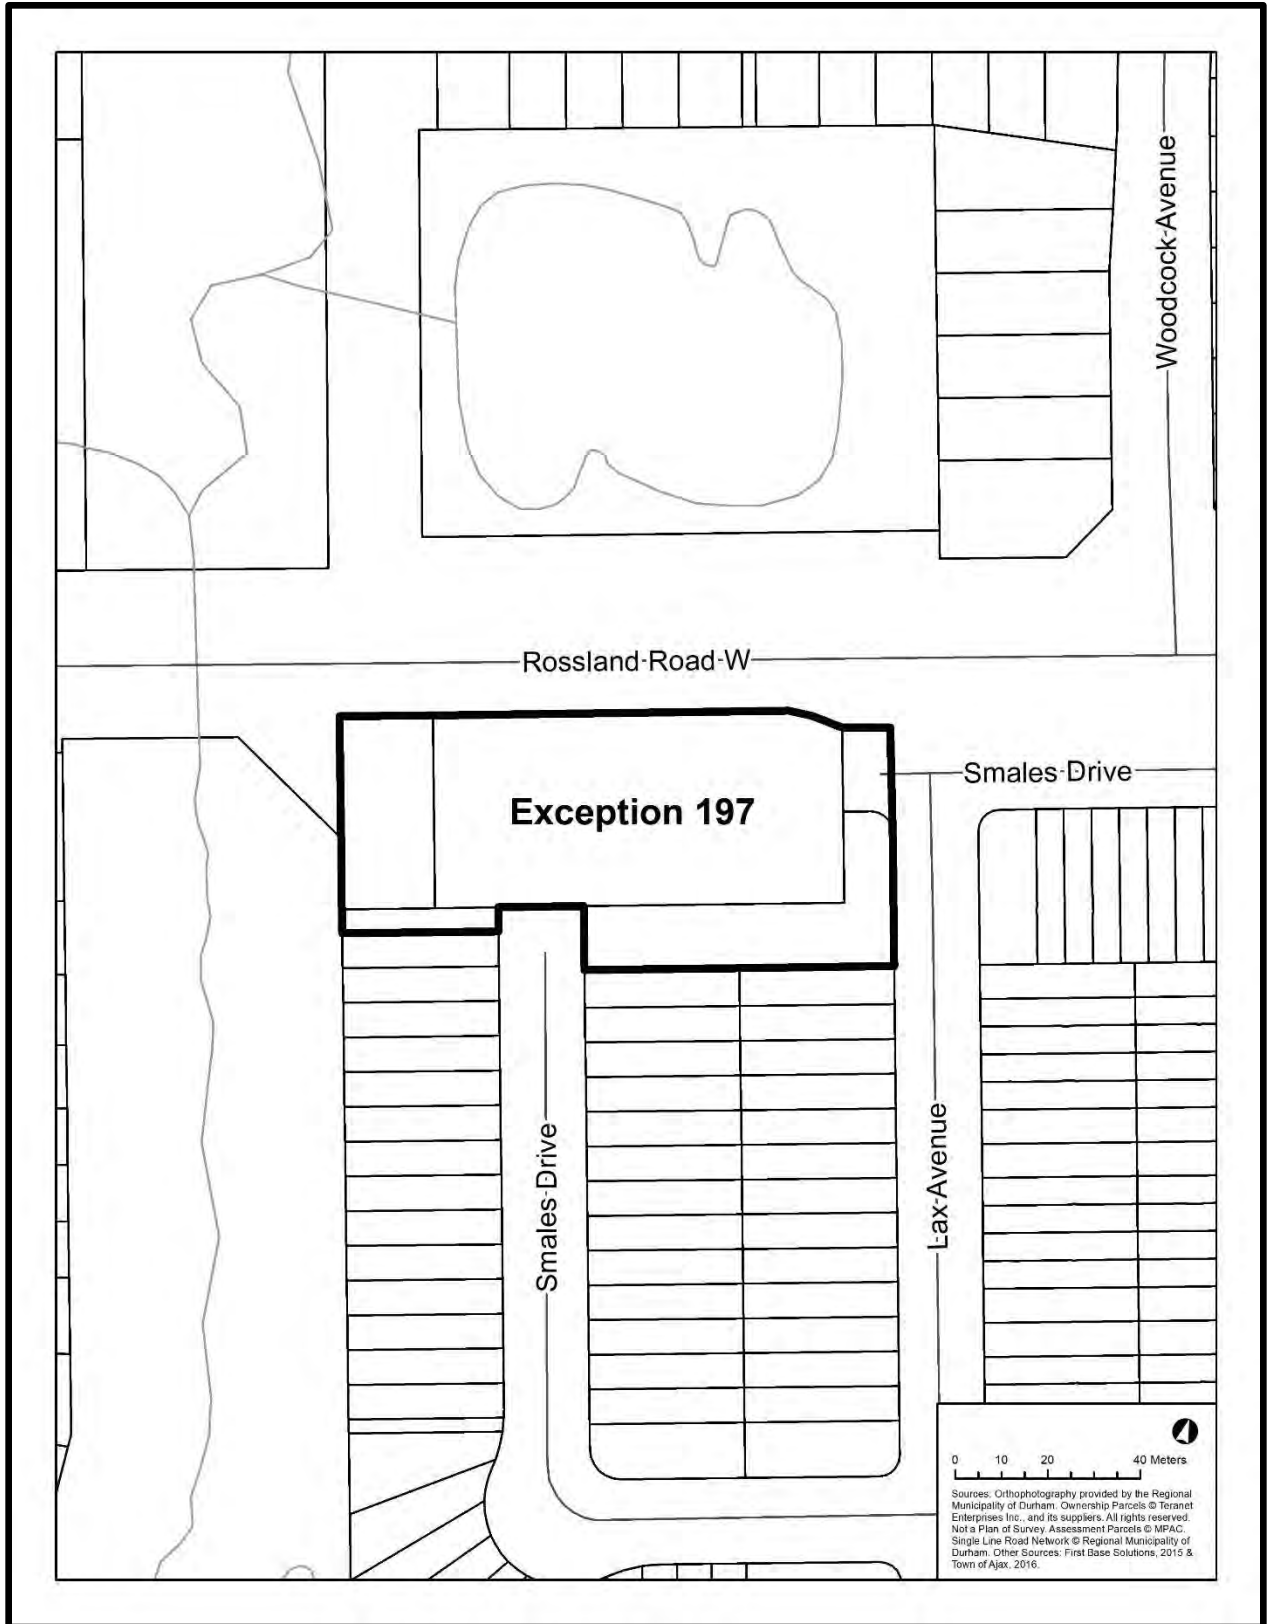 Woodcock Avenue
Rossland Road W
Smales Drive
Exception 197
Smales Drive
Lax Avenue
0 10 20 40 Meters
Sources: Orthophotography provided by the Regional
Municipality of Durham. Ownership Parcels © Teranet
Enterprises Inc., and its suppliers. All rights reserved.
Not a Plan of Survey. Assessment Parcels © MPAC.
Single Line Road Network © Regional Municipality of
Durham. Other Sources: First Base Solutions, 2015 &
Town of Ajax, 2016.